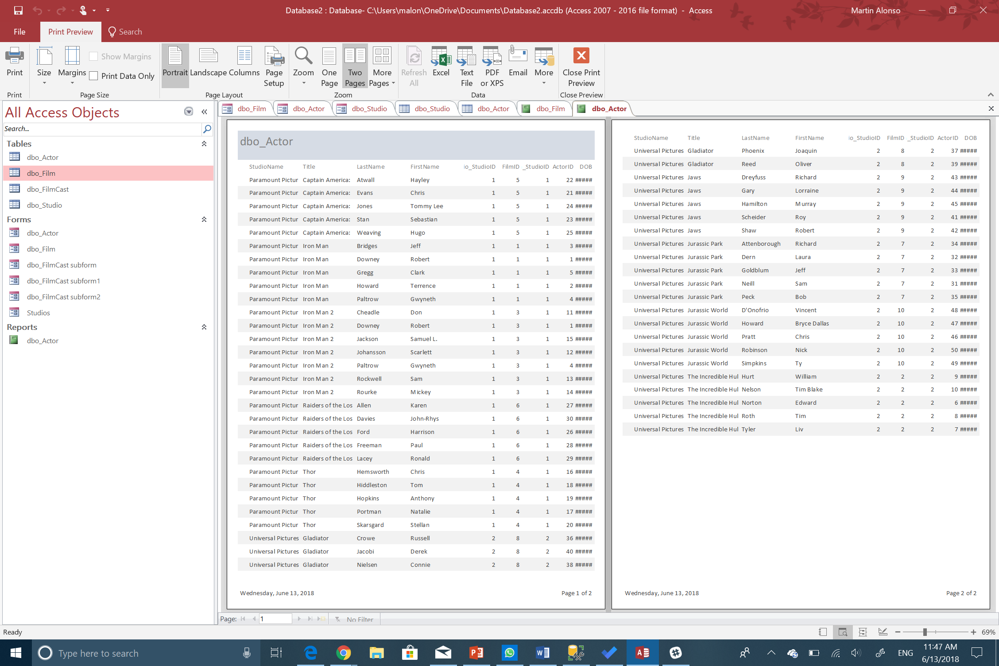 Database2 : Database- C:\Users\malon\OneDrive\Documents\Database2.accdb (Access 2007 - 2016 file format) - Access
Martin Alonso
File
Print Preview
Search
Print
Size
Margins
Show Margins
Print Data Only
Portrait
Landscape
Columns
Page Setup
Zoom
One Page
Two Pages
More Pages
Refresh All
Excel
Text File
PDF or XPS
Email
More
Close Print Preview
Print
Page Size
Page Layout
Zoom
Data
Close Preview
All Access Objects
Search...
Tables
dbo_Actor
dbo_Film
dbo_FilmCast
dbo_Studio
Forms
dbo_Actor
dbo_Film
dbo_FilmCast subform
dbo_FilmCast subform1
dbo_FilmCast subform2
Studios
Reports
dbo_Actor
dbo_Film
dbo_Actor
dbo_Studio
dbo_Studio
dbo_Actor
dbo_Film
dbo_Actor
dbo_Actor
StudioName Title LastName FirstName io_StudioID FilmID _StudioID ActorID DOB
Paramount Pictur Captain America: Atwall Hayley 1 5 1 22 #####
Paramount Pictur Captain America: Evans Chris 1 5 1 21 #####
Paramount Pictur Captain America: Jones Tommy Lee 1 5 1 24 #####
Paramount Pictur Captain America: Stan Sebastian 1 5 1 23 #####
Paramount Pictur Captain America: Weaving Hugo 1 5 1 25 #####
Paramount Pictur Iron Man Bridges Jeff 1 1 1 3 #####
Paramount Pictur Iron Man Downey Robert 1 1 1 1 #####
Paramount Pictur Iron Man Gregg Clark 1 1 1 5 #####
Paramount Pictur Iron Man Howard Terrence 1 1 1 2 #####
Paramount Pictur Iron Man Paltrow Gwyneth 1 1 1 4 #####
Paramount Pictur Iron Man 2 Cheadle Don 1 3 1 11 #####
Paramount Pictur Iron Man 2 Downey Robert 1 3 1 1 #####
Paramount Pictur Iron Man 2 Jackson Samuel L. 1 3 1 15 #####
Paramount Pictur Iron Man 2 Johansson Scarlett 1 3 1 12 #####
Paramount Pictur Iron Man 2 Paltrow Gwyneth 1 3 1 4 #####
Paramount Pictur Iron Man 2 Rockwell Sam 1 3 1 13 #####
Paramount Pictur Iron Man 2 Rourke Mickey 1 3 1 14 #####
Paramount Pictur Raiders of the Los Allen Karen 1 6 1 27 #####
Paramount Pictur Raiders of the Los Davies John-Rhys 1 6 1 30 #####
Paramount Pictur Raiders of the Los Ford Harrison 1 6 1 26 #####
Paramount Pictur Raiders of the Los Freeman Paul 1 6 1 28 #####
Paramount Pictur Raiders of the Los Lacey Ronald 1 6 1 29 #####
Paramount Pictur Thor Hemsworth Chris 1 4 1 16 #####
Paramount Pictur Thor Hiddleston Tom 1 4 1 18 #####
Paramount Pictur Thor Hopkins Anthony 1 4 1 19 #####
Paramount Pictur Thor Portman Natalie 1 4 1 17 #####
Paramount Pictur Thor Skarsgard Stellan 1 4 1 20 #####
Universal Pictures Gladiator Crowe Russell 2 8 2 36 #####
Universal Pictures Gladiator Jacobi Derek 2 8 2 40 #####
Universal Pictures Gladiator Nielsen Connie 2 8 2 38 #####
Wednesday, June 13, 2018 Page 1 of 2
StudioName Title LastName FirstName io_StudioID FilmID _StudioID ActorID DOB
Universal Pictures Gladiator Phoenix Joaquin 2 8 2 37 #####
Universal Pictures Gladiator Reed Oliver 2 8 2 39 #####
Universal Pictures Jaws Dreyfuss Richard 2 9 2 43 #####
Universal Pictures Jaws Gary Lorraine 2 9 2 44 #####
Universal Pictures Jaws Hamilton Murray 2 9 2 45 #####
Universal Pictures Jaws Scheider Roy 2 9 2 41 #####
Universal Pictures Jaws Shaw Robert 2 9 2 42 #####
Universal Pictures Jurassic Park Attenborough Richard 2 7 2 34 #####
Universal Pictures Jurassic Park Dern Laura 2 7 2 32 #####
Universal Pictures Jurassic Park Goldblum Jeff 2 7 2 33 #####
Universal Pictures Jurassic Park Neill Sam 2 7 2 31 #####
Universal Pictures Jurassic Park Peck Bob 2 7 2 35 #####
Universal Pictures Jurassic World D'Onofrio Vincent 2 10 2 48 #####
Universal Pictures Jurassic World Howard Bryce Dallas 2 10 2 47 #####
Universal Pictures Jurassic World Pratt Chris 2 10 2 46 #####
Universal Pictures Jurassic World Robinson Nick 2 10 2 50 #####
Universal Pictures Jurassic World Simpkins Ty 2 10 2 49 #####
Universal Pictures The Incredible Hul Hurt William 2 2 2 9 #####
Universal Pictures The Incredible Hul Nelson Tim Blake 2 2 2 10 #####
Universal Pictures The Incredible Hul Norton Edward 2 2 2 6 #####
Universal Pictures The Incredible Hul Roth Tim 2 2 2 8 #####
Universal Pictures The Incredible Hul Tyler Liv 2 2 2 7 #####
Wednesday, June 13, 2018 Page 2 of 2
Page: 1 No Filter
Ready
69%
Type here to search
ENG
11:47 AM
6/13/2018